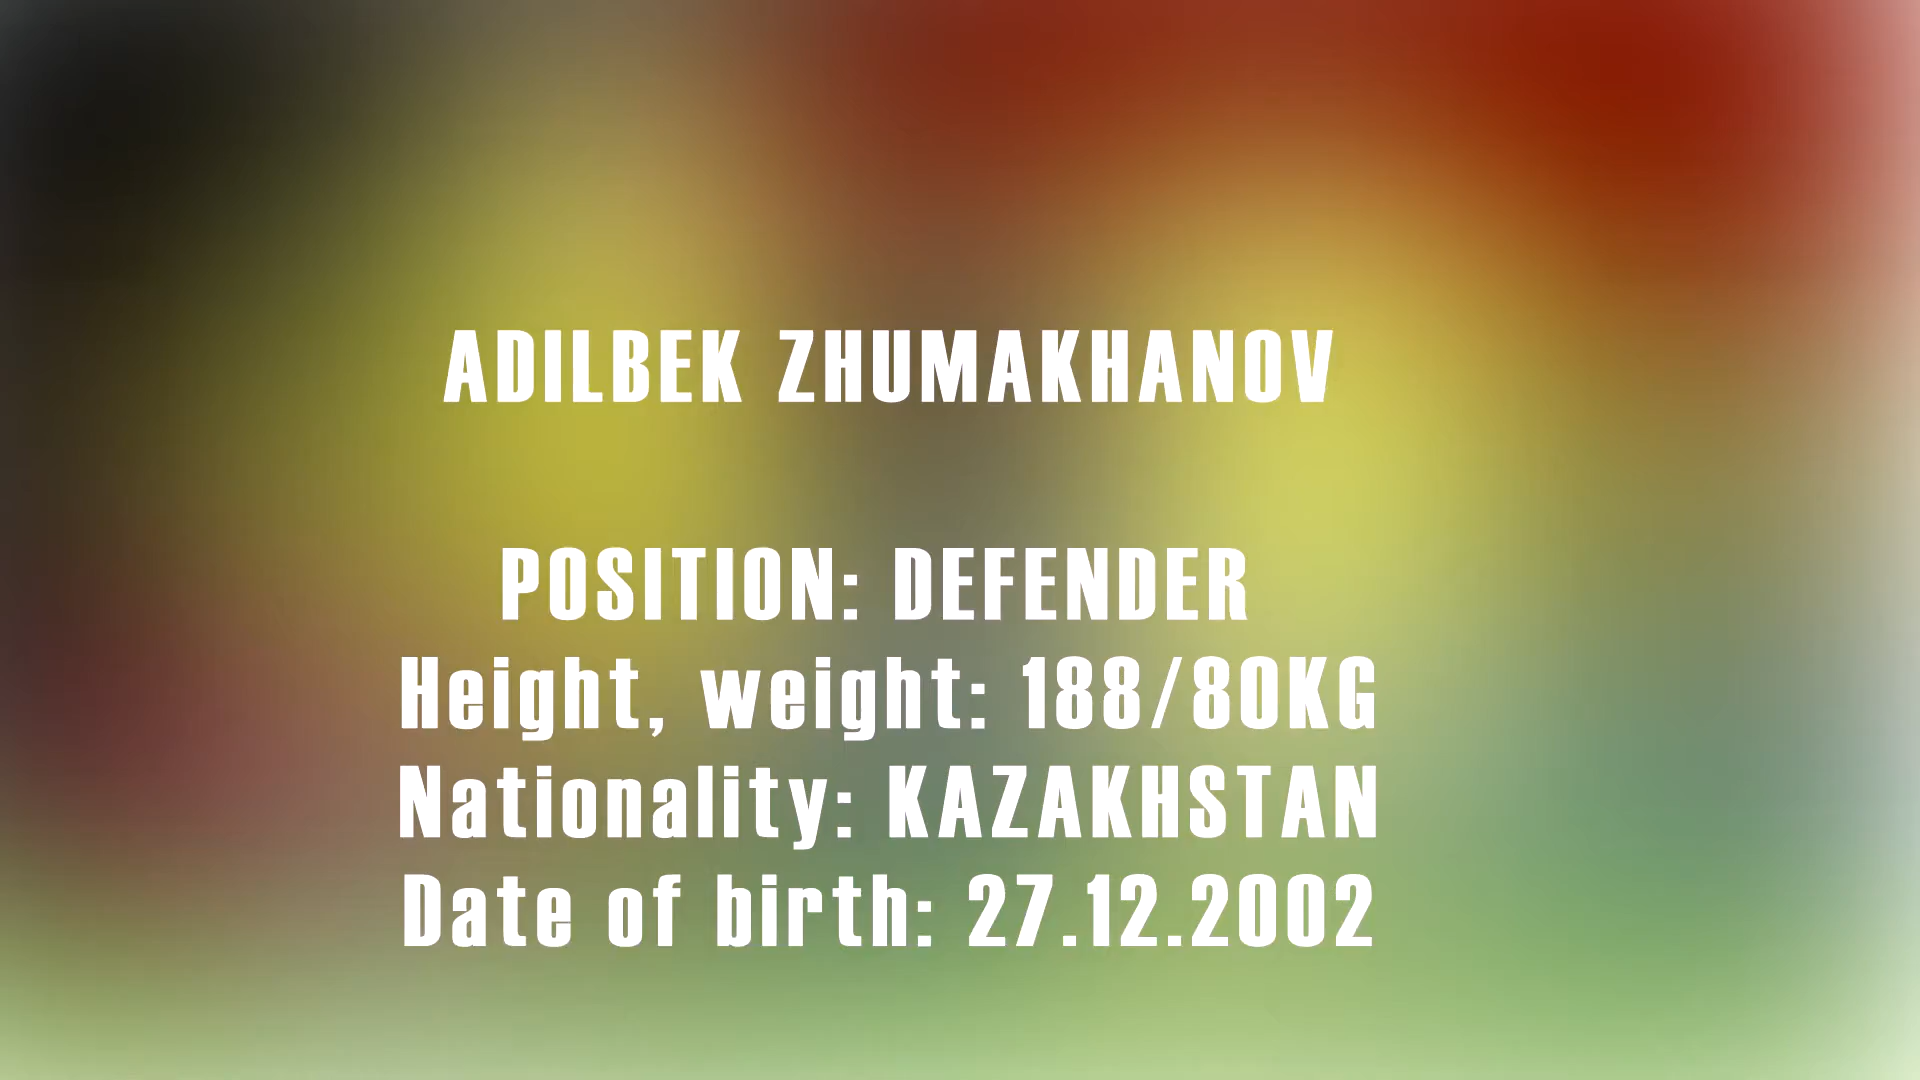 ADILBEK ZHUMAKHANOV
POSITION: DEFENDER
Height, weight: 188/80KG
Nationality: KAZAKHSTAN
Date of birth: 27.12.2002